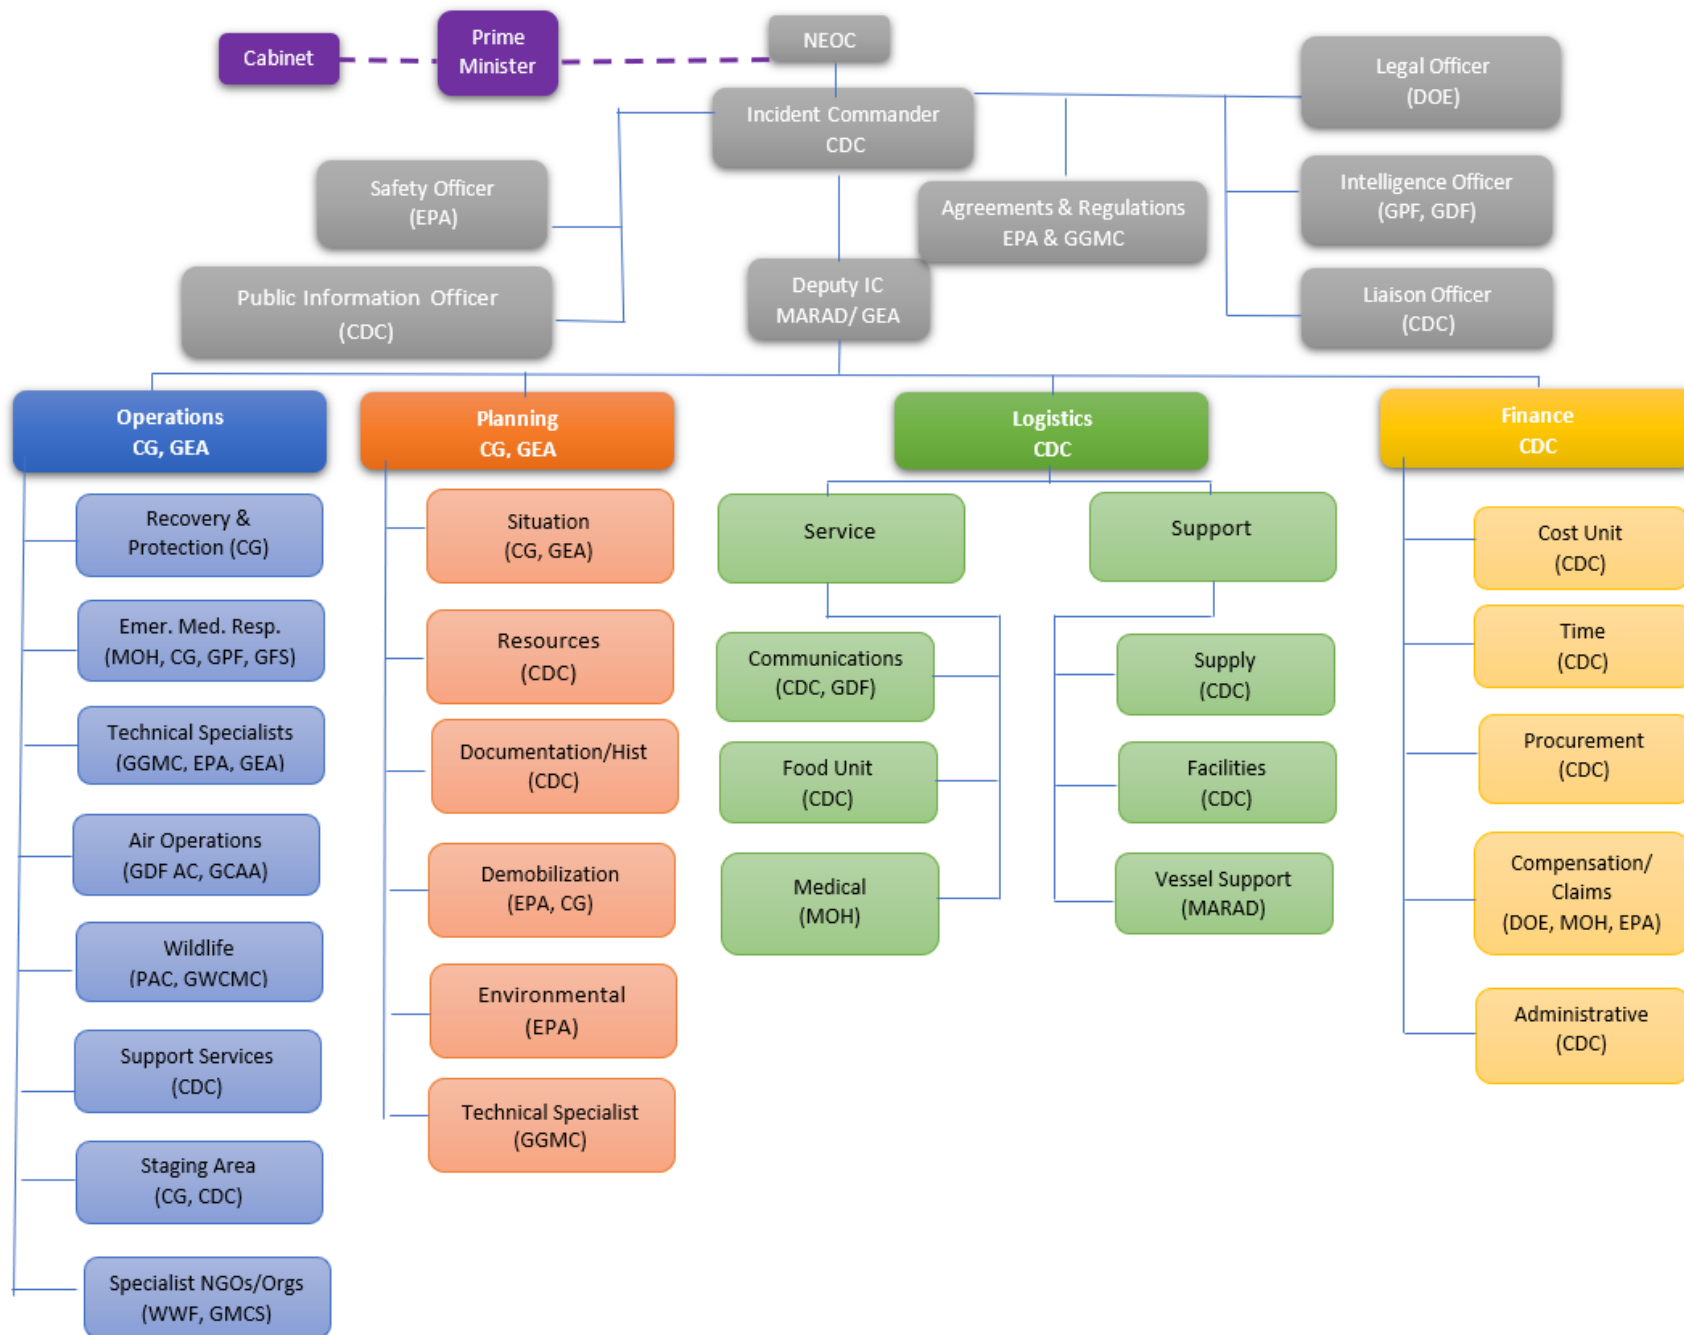 Cabinet
Prime
Minister
NEOC
Incident Commander
CDC
Legal Officer
(DOE)
Safety Officer
(EPA)
Agreements & Regulations
EPA & GGMC
Intelligence Officer
(GPF, GDF)
Public Information Officer
(CDC)
Deputy IC
MARAD/ GEA
Liaison Officer
(CDC)
Operations
CG, GEA
Recovery &
Protection (CG)
Emer. Med. Resp.
(MOH, CG, GPF, GFS)
Technical Specialists
(GGMC, EPA, GEA)
Air Operations
(GDF AC, GCAA)
Wildlife
(PAC, GWCMC)
Support Services
(CDC)
Staging Area
(CG, CDC)
Specialist NGOs/Orgs
(WWF, GMCS)
Planning
CG, GEA
Situation
(CG, GEA)
Resources
(CDC)
Documentation/Hist
(CDC)
Demobilization
(EPA, CG)
Environmental
(EPA)
Technical Specialist
(GGMC)
Logistics
CDC
Service
Communications
(CDC, GDF)
Food Unit
(CDC)
Medical
(MOH)
Support
Supply
(CDC)
Facilities
(CDC)
Vessel Support
(MARAD)
Finance
CDC
Cost Unit
(CDC)
Time
(CDC)
Procurement
(CDC)
Compensation/
Claims
(DOE, MOH, EPA)
Administrative
(CDC)